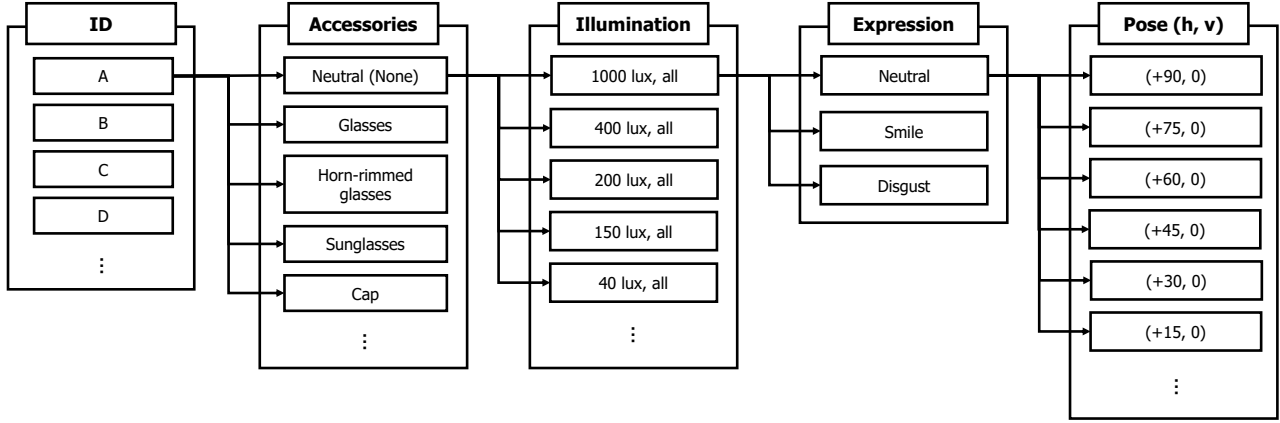 ID
A
B
C
D
⋮
Accessories
Neutral (None)
Glasses
Horn-rimmed
glasses
Sunglasses
Cap
⋮
Illumination
1000 lux, all
400 lux, all
200 lux, all
150 lux, all
40 lux, all
⋮
Expression
Neutral
Smile
Disgust
Pose (h, v)
(+90, 0)
(+75, 0)
(+60, 0)
(+45, 0)
(+30, 0)
(+15, 0)
⋮